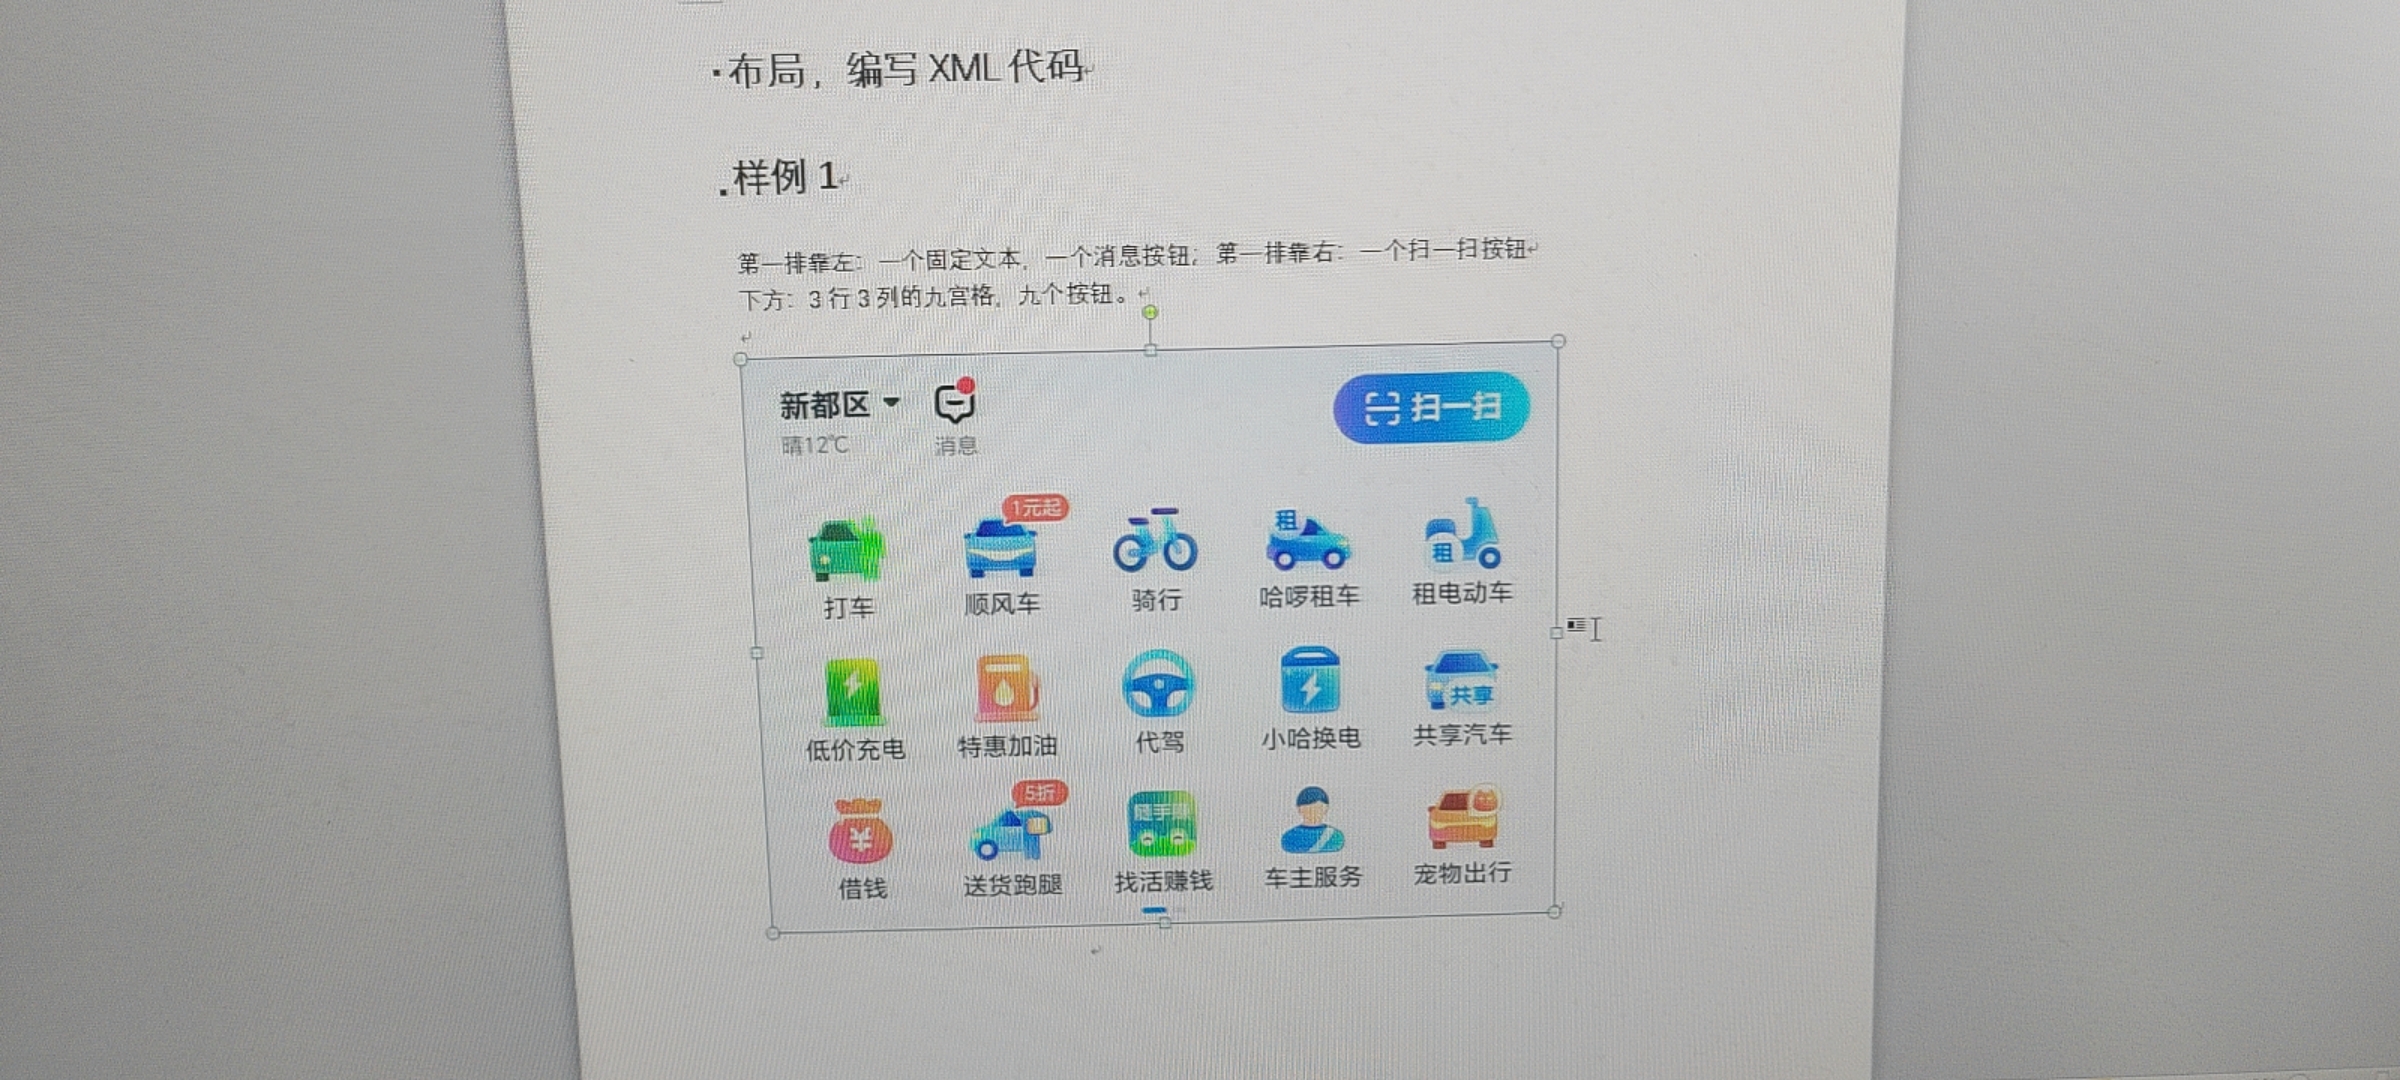 ·布局，编写 XML 代码
.样例 1
第一排靠左：一个固定文本，一个消息按钮；第一排靠右：一个扫一扫按钮
下方：3 行 3 列的九宫格，九个按钮。
新都区
扫一扫
晴12℃ 消息
1元起
租
租
打车 顺风车 骑行 哈啰租车 租电动车
共享
低价充电 特惠加油 代驾 小哈换电 共享汽车
5折
借钱 送货跑腿 找活赚钱 车主服务 宠物出行